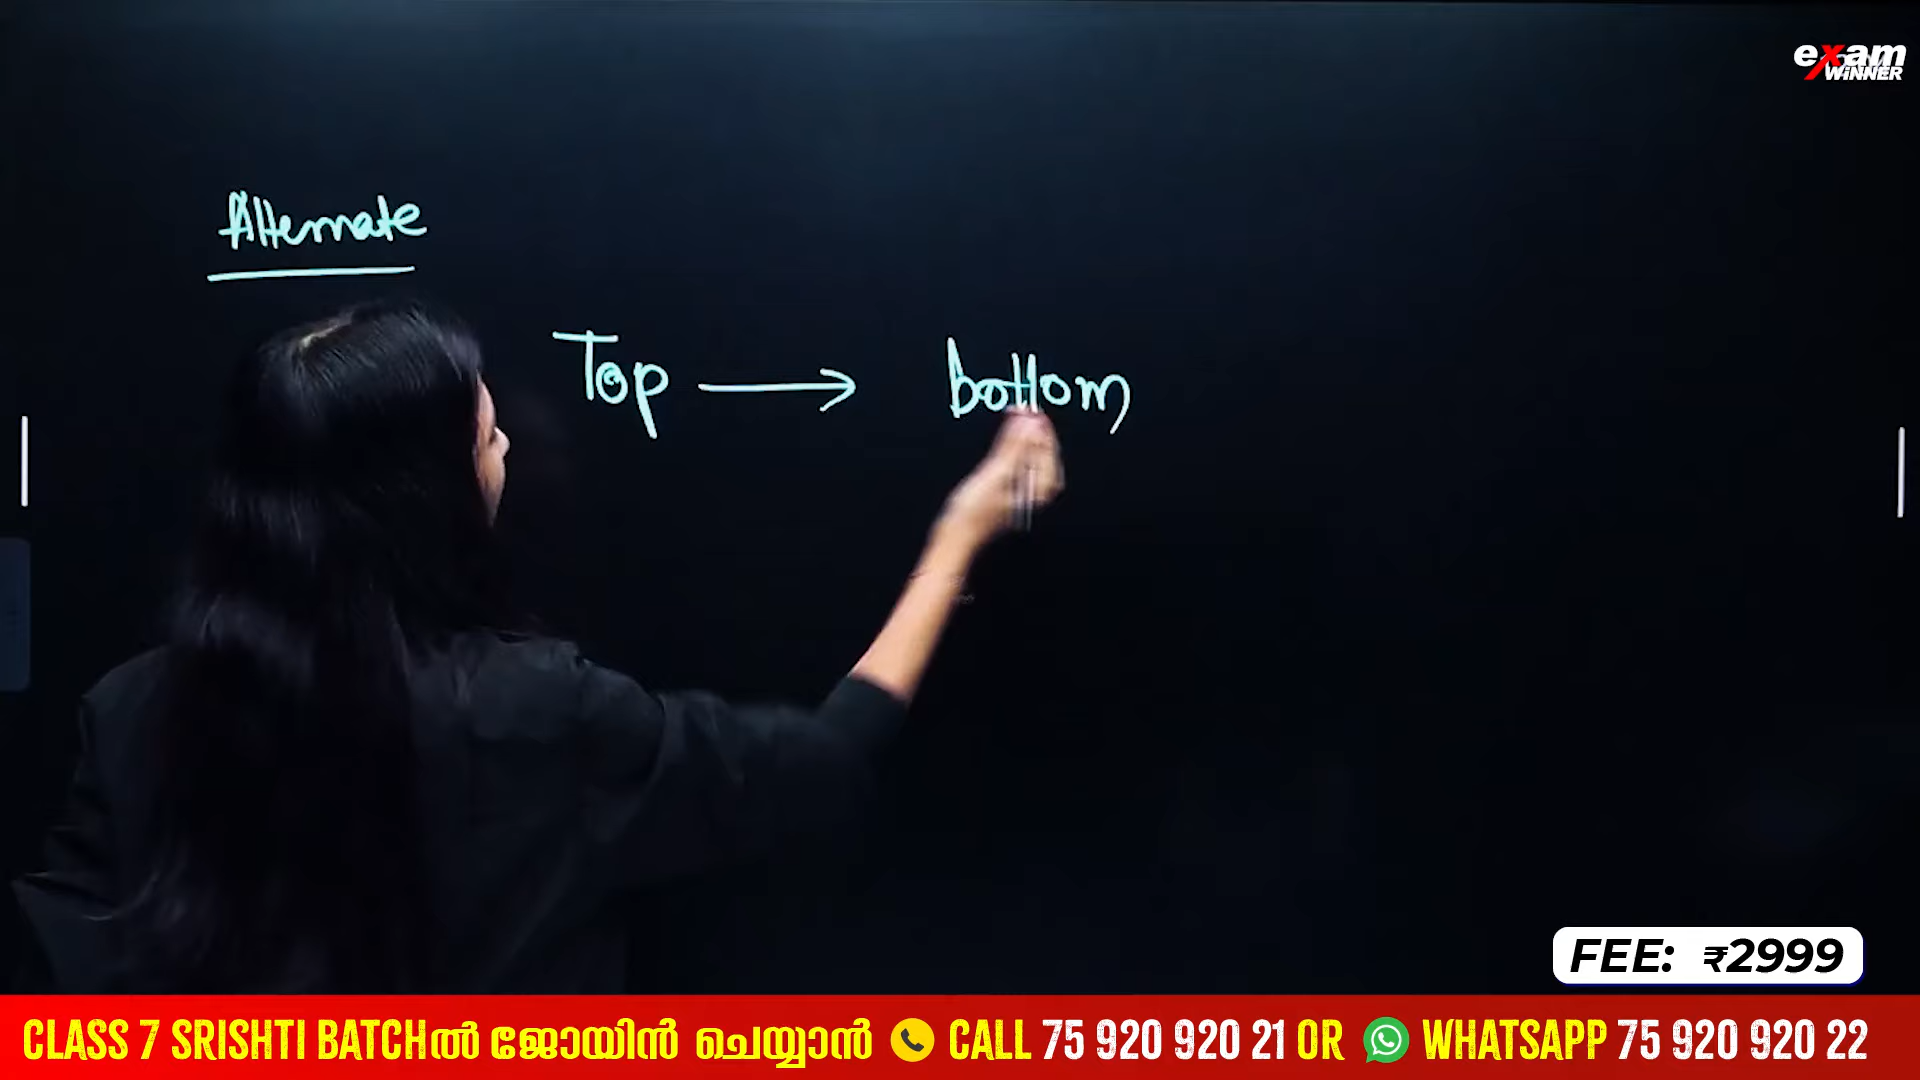 exam
WINNER
Alternate
Top → bottom
FEE: ₹2999
CLASS 7 SRISHTI BATCHൽ ജോയിൻ ചെയ്യാൻ CALL 75 920 920 21 OR WHATSAPP 75 920 920 22